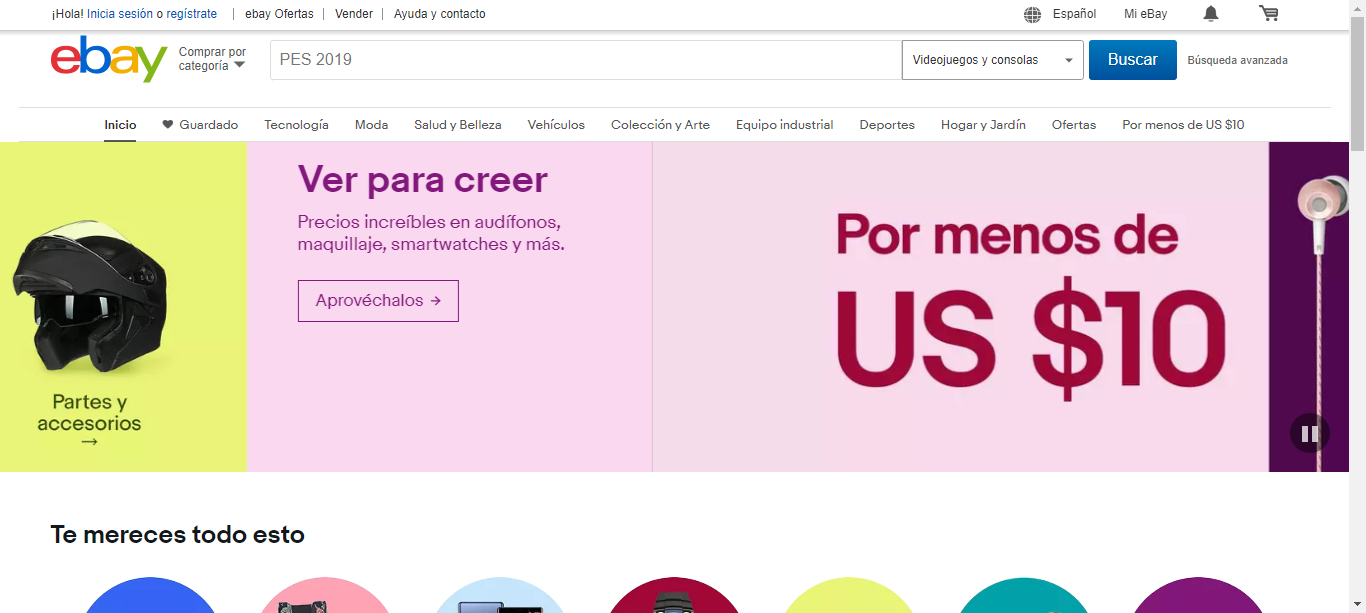 ¡Hola! Inicia sesión o regístrate | ebay Ofertas | Vender | Ayuda y contacto
Español Mi eBay
ebay Comprar por categoría
PES 2019 Videojuegos y consolas Buscar Búsqueda avanzada
Inicio Guardado Tecnología Moda Salud y Belleza Vehículos Colección y Arte Equipo industrial Deportes Hogar y Jardín Ofertas Por menos de US $10
Partes y
accesorios
→
Ver para creer
Precios increíbles en audífonos,
maquillaje, smartwatches y más.
Aprovéchalos →
Por menos de
US $10
Te mereces todo esto